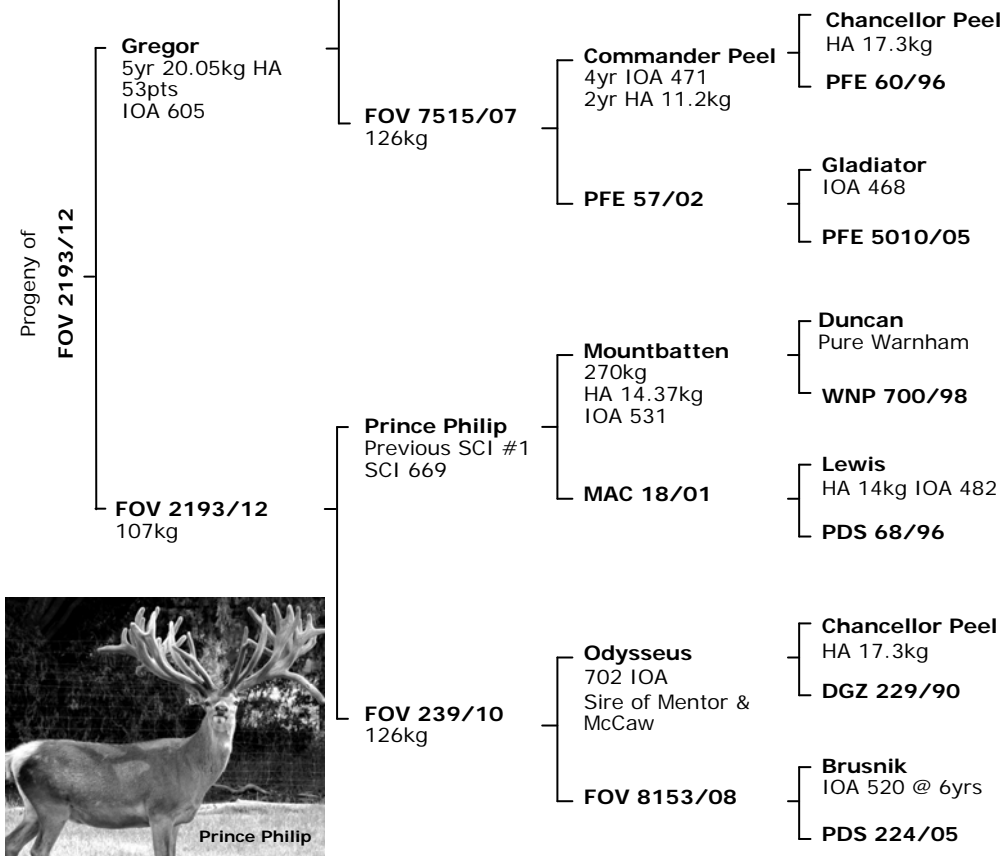 Progeny of
FOV 2193/12
Gregor
5yr 20.05kg HA
53pts
IOA 605
FOV 2193/12
107kg
FOV 7515/07
126kg
Prince Philip
Previous SCI #1
SCI 669
FOV 239/10
126kg
Commander Peel
4yr IOA 471
2yr HA 11.2kg
PFE 57/02
Mountbatten
270kg
HA 14.37kg
IOA 531
MAC 18/01
Odysseus
702 IOA
Sire of Mentor &
McCaw
FOV 8153/08
Chancellor Peel
HA 17.3kg
PFE 60/96
Gladiator
IOA 468
PFE 5010/05
Duncan
Pure Warnham
WNP 700/98
Lewis
HA 14kg IOA 482
PDS 68/96
Chancellor Peel
HA 17.3kg
DGZ 229/90
Brusnik
IOA 520 @ 6yrs
PDS 224/05
Prince Philip